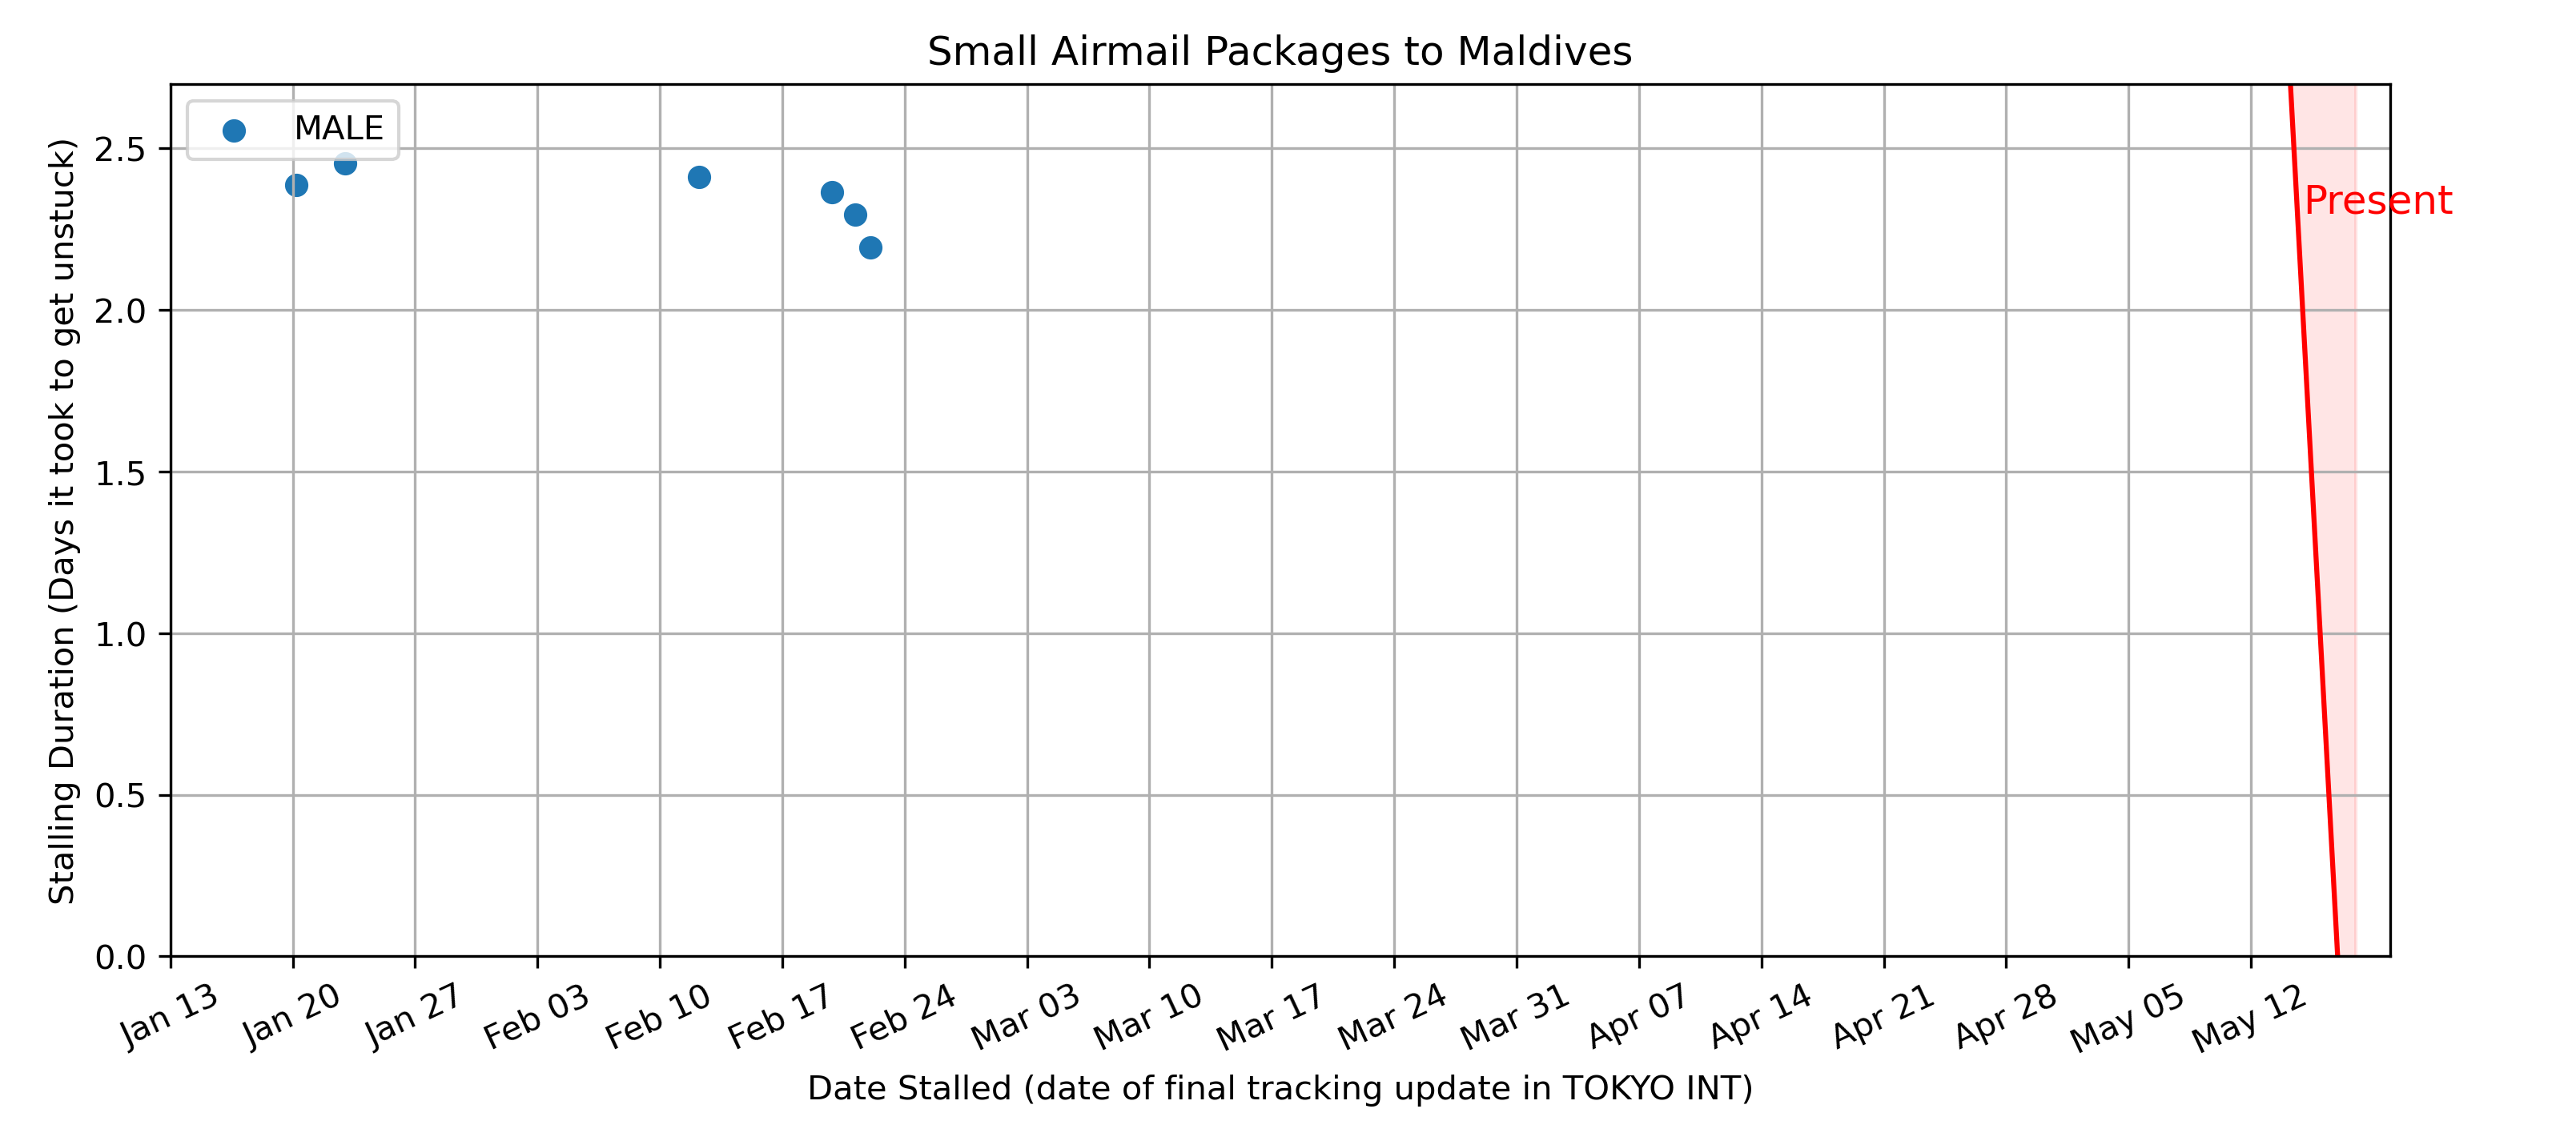 Small Airmail Packages to Maldives
MALE
Present
Stalling Duration (Days it took to get unstuck)
2.5
2.0
1.5
1.0
0.5
0.0
Jan 13
Jan 20
Jan 27
Feb 03
Feb 10
Feb 17
Feb 24
Mar 03
Mar 10
Mar 17
Mar 24
Mar 31
Apr 07
Apr 14
Apr 21
Apr 28
May 05
May 12
Date Stalled (date of final tracking update in TOKYO INT)